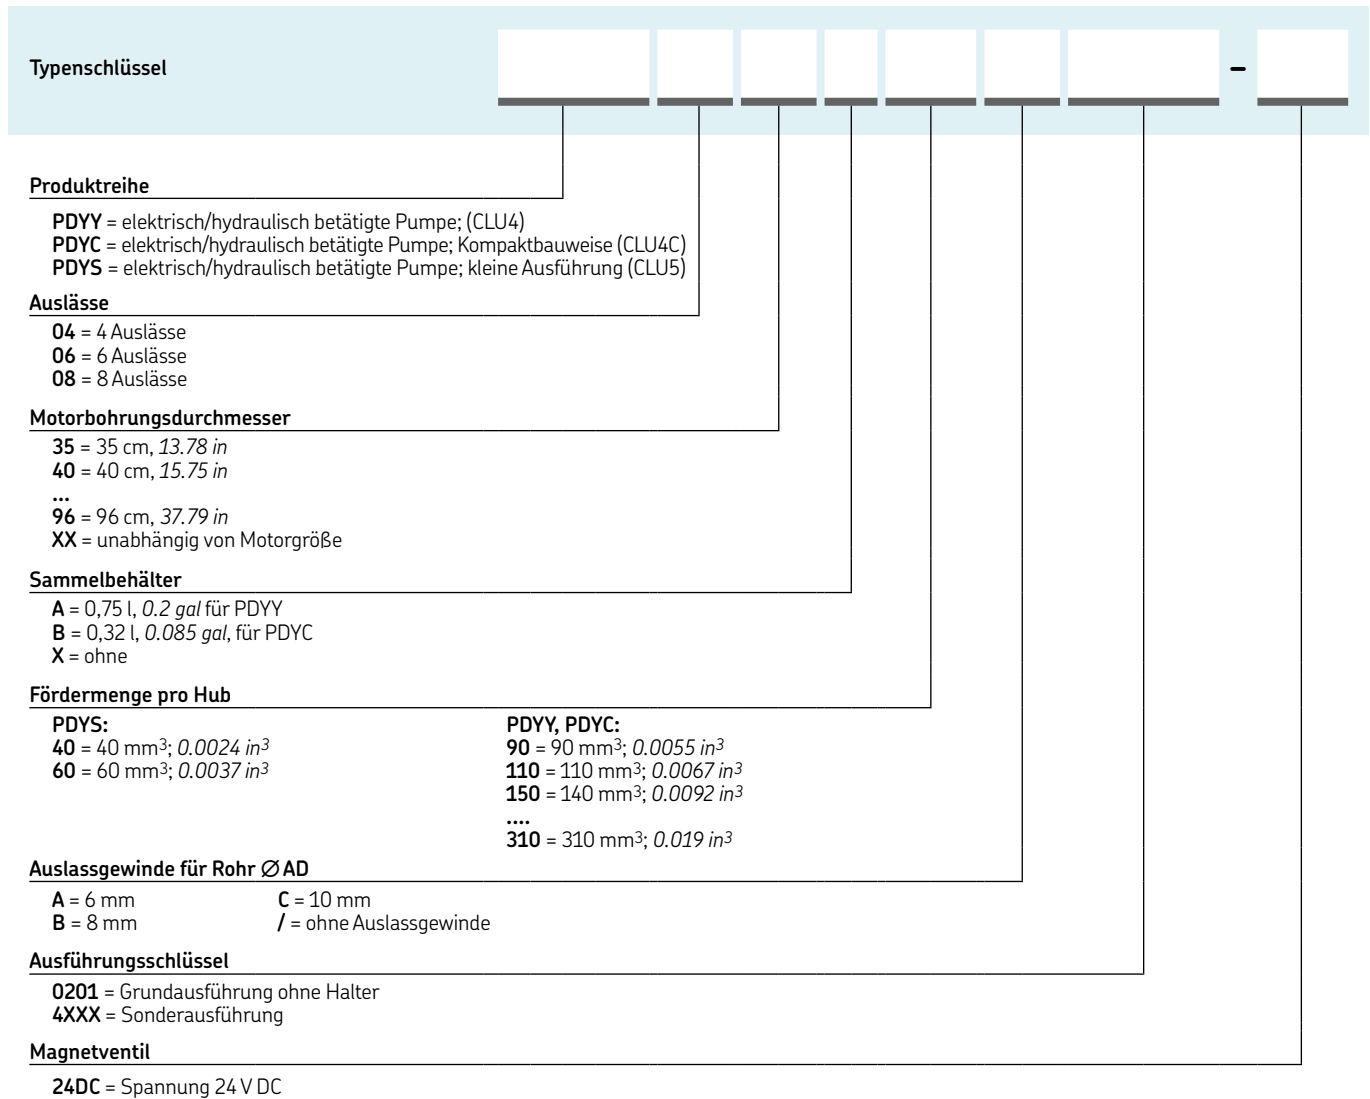 Typenschlüssel
–
Produktreihe
PDYY = elektrisch/hydraulisch betätigte Pumpe; (CLU4)
PDYC = elektrisch/hydraulisch betätigte Pumpe; Kompaktbauweise (CLU4C)
PDYS = elektrisch/hydraulisch betätigte Pumpe; kleine Ausführung (CLU5)
Auslässe
04 = 4 Auslässe
06 = 6 Auslässe
08 = 8 Auslässe
Motorbohrungsdurchmesser
35 = 35 cm, 13.78 in
40 = 40 cm, 15.75 in
...
96 = 96 cm, 37.79 in
XX = unabhängig von Motorgröße
Sammelbehälter
A = 0,75 l, 0.2 gal für PDYY
B = 0,32 l, 0.085 gal, für PDYC
X = ohne
Fördermenge pro Hub
PDYS:
40 = 40 mm³; 0.0024 in³
60 = 60 mm³; 0.0037 in³
PDYY, PDYC:
90 = 90 mm³; 0.0055 in³
110 = 110 mm³; 0.0067 in³
150 = 140 mm³; 0.0092 in³
....
310 = 310 mm³; 0.019 in³
Auslassgewinde für Rohr ∅ AD
A = 6 mm
B = 8 mm
C = 10 mm
/ = ohne Auslassgewinde
Ausführungsschlüssel
0201 = Grundausführung ohne Halter
4XXX = Sonderausführung
Magnetventil
24DC = Spannung 24 V DC